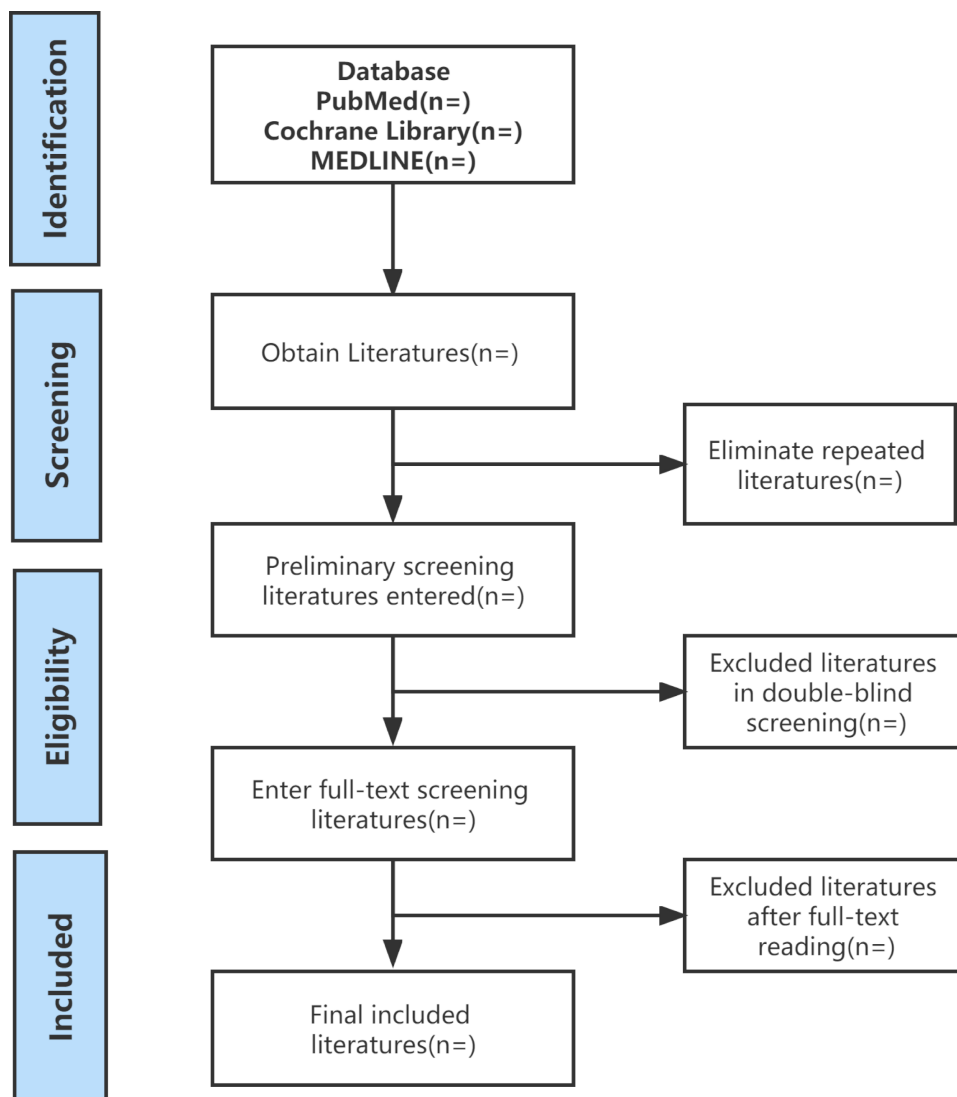 Identification
Database
PubMed(n=)
Cochrane Library(n=)
MEDLINE(n=)
Screening
Obtain Literatures(n=)
Eliminate repeated
literatures(n=)
Preliminary screening
literatures entered(n=)
Eligibility
Excluded literatures
in double-blind
screening(n=)
Enter full-text screening
literatures(n=)
Included
Excluded literatures
after full-text
reading(n=)
Final included
literatures(n=)